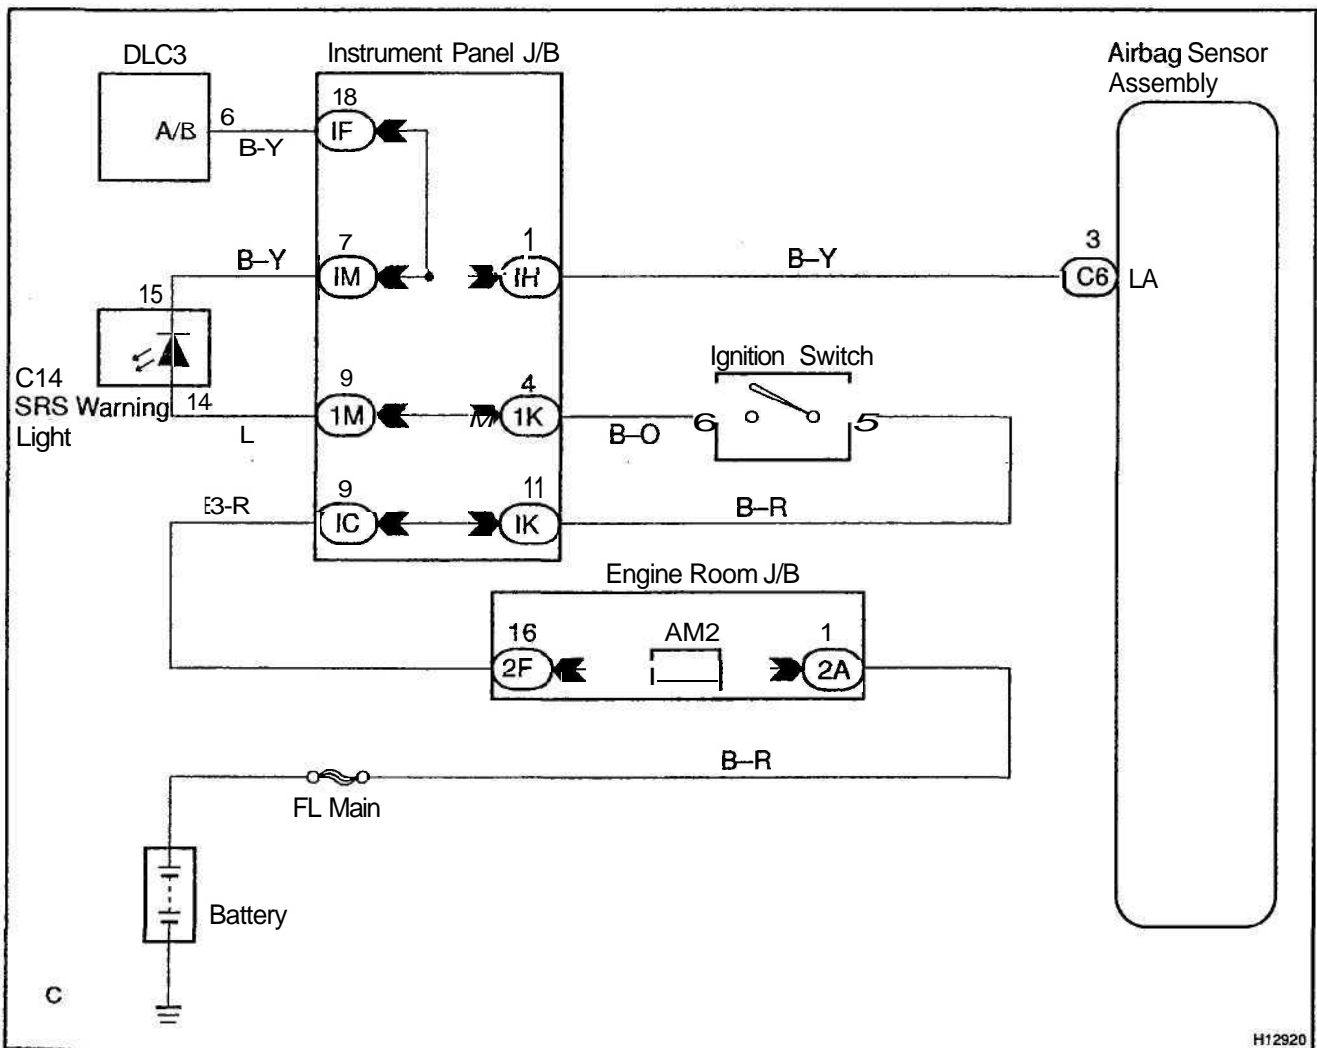 DLC3
Instrument Panel J/B
Airbag Sensor
Assembly
18
A/B
6
IF
B-Y
7
1
3
B–Y
B–Y
IM
IH
C6
LA
15
Ignition Switch
C14
SRS Warning
Light
14
9
4
1M
1K
L
B–O
6
5
9
11
E3-R
B–R
IC
IK
Engine Room J/B
16
AM2
1
2F
2A
B–R
FL Main
Battery
C
H12920